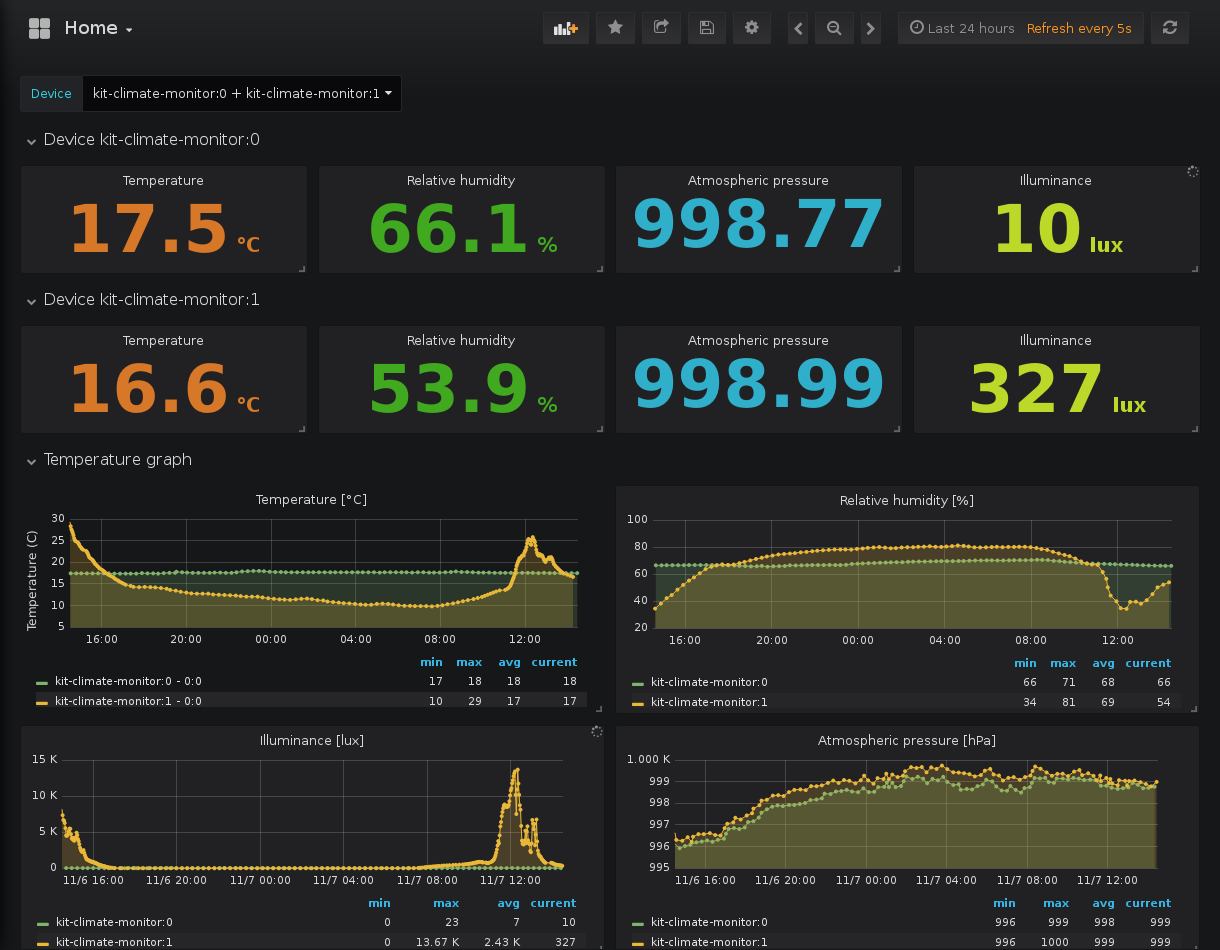 Home
Last 24 hours Refresh every 5s
Device kit-climate-monitor:0 + kit-climate-monitor:1
Device kit-climate-monitor:0
Temperature Relative humidity Atmospheric pressure Illuminance
17.5 °C 66.1 % 998.77 10 lux
Device kit-climate-monitor:1
Temperature Relative humidity Atmospheric pressure Illuminance
16.6 °C 53.9 % 998.99 327 lux
Temperature graph
Temperature [°C]
Temperature (C)
30
25
20
15
10
5
16:00 20:00 00:00 04:00 08:00 12:00
min max avg current
kit-climate-monitor:0 - 0:0 17 18 18 18
kit-climate-monitor:1 - 0:0 10 29 17 17
Relative humidity [%]
100
80
60
40
20
16:00 20:00 00:00 04:00 08:00 12:00
min max avg current
kit-climate-monitor:0 66 71 68 66
kit-climate-monitor:1 34 81 69 54
Illuminance [lux]
15 K
10 K
5 K
0
11/6 16:00 11/6 20:00 11/7 00:00 11/7 04:00 11/7 08:00 11/7 12:00
min max avg current
kit-climate-monitor:0 0 23 7 10
kit-climate-monitor:1 0 13.67 K 2.43 K 327
Atmospheric pressure [hPa]
1.000 K
999
998
997
996
995
11/6 16:00 11/6 20:00 11/7 00:00 11/7 04:00 11/7 08:00 11/7 12:00
min max avg current
kit-climate-monitor:0 996 999 998 999
kit-climate-monitor:1 996 1000 999 999